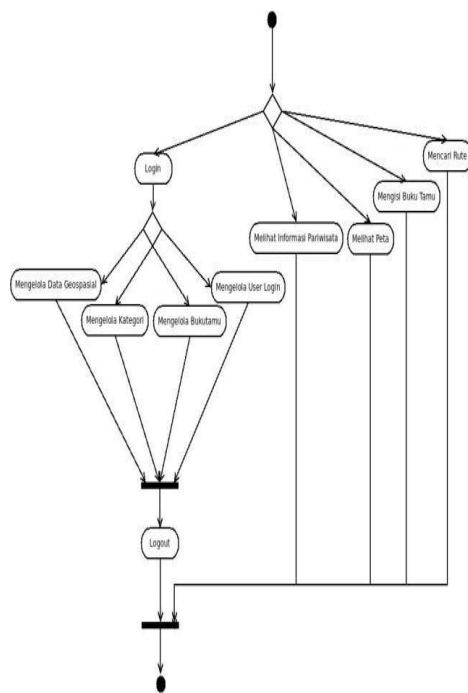 Mencari Rute
Login
Mengisi Buku Tamu
Melihat Informasi Pariwisata
Melihat Peta
Mengelola Data Geospasial
Mengelola User Login
Mengelola Kategori
Mengelola Bukutamu
Logout